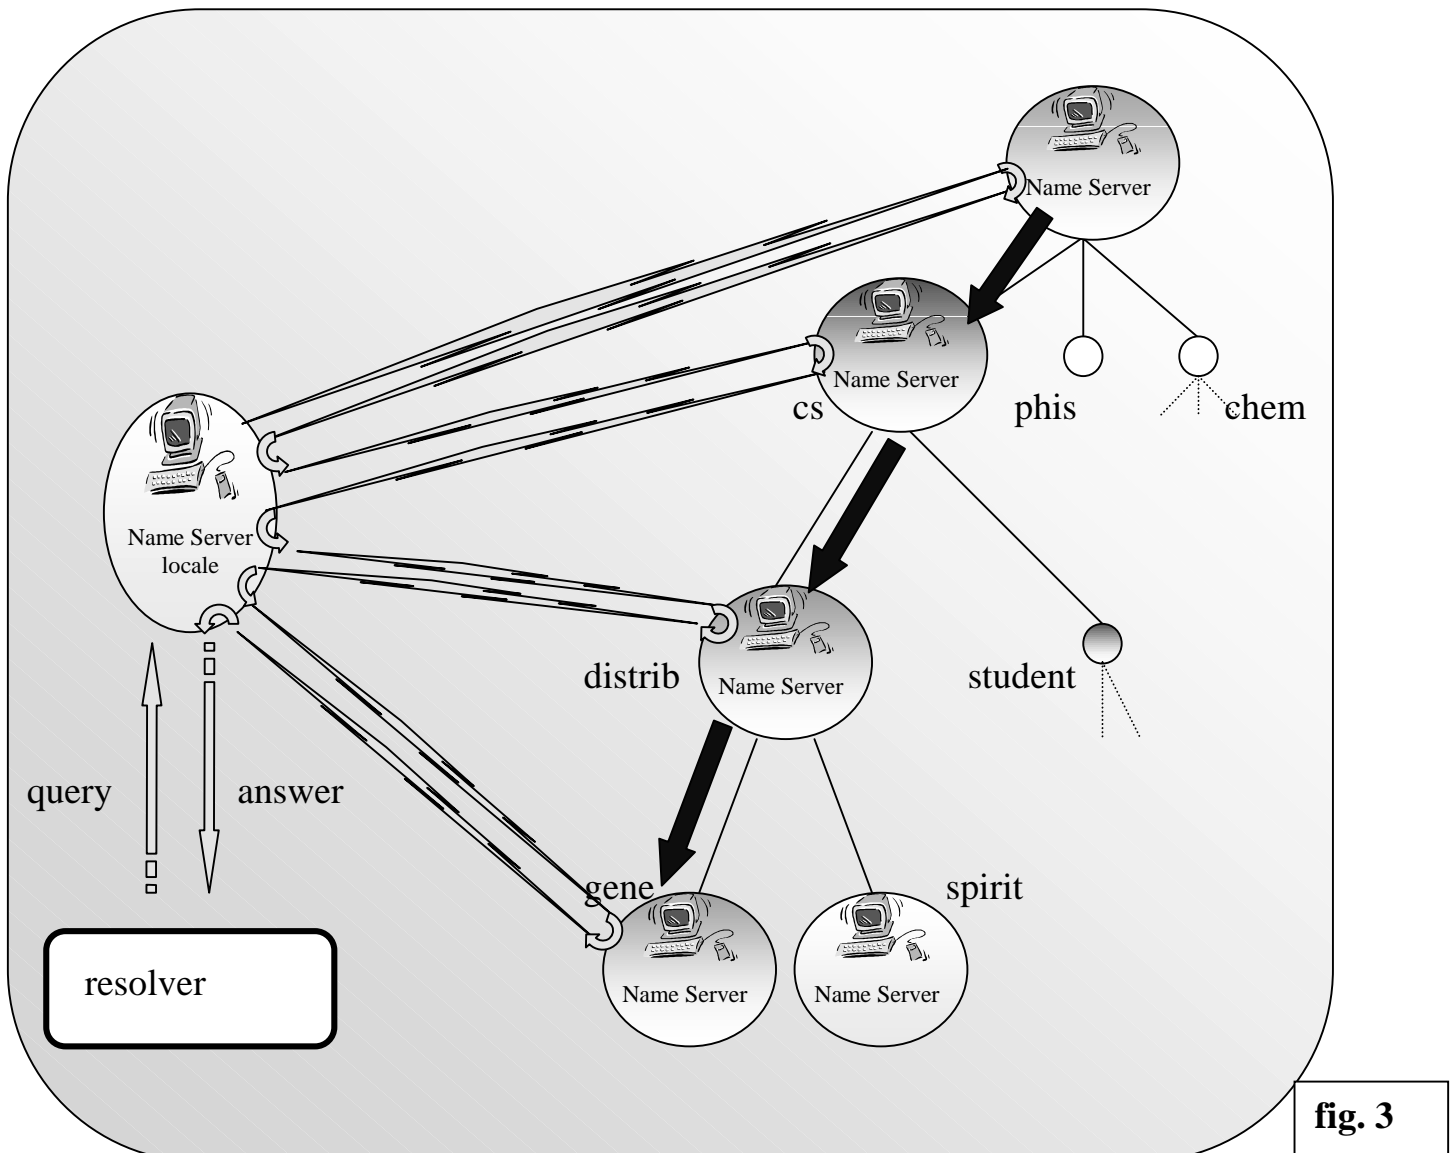 Name Server
Name Server
cs
phis
chem
Name Server
locale
distrib
Name Server
student
query
answer
gene
spirit
resolver
Name Server
Name Server
fig. 3